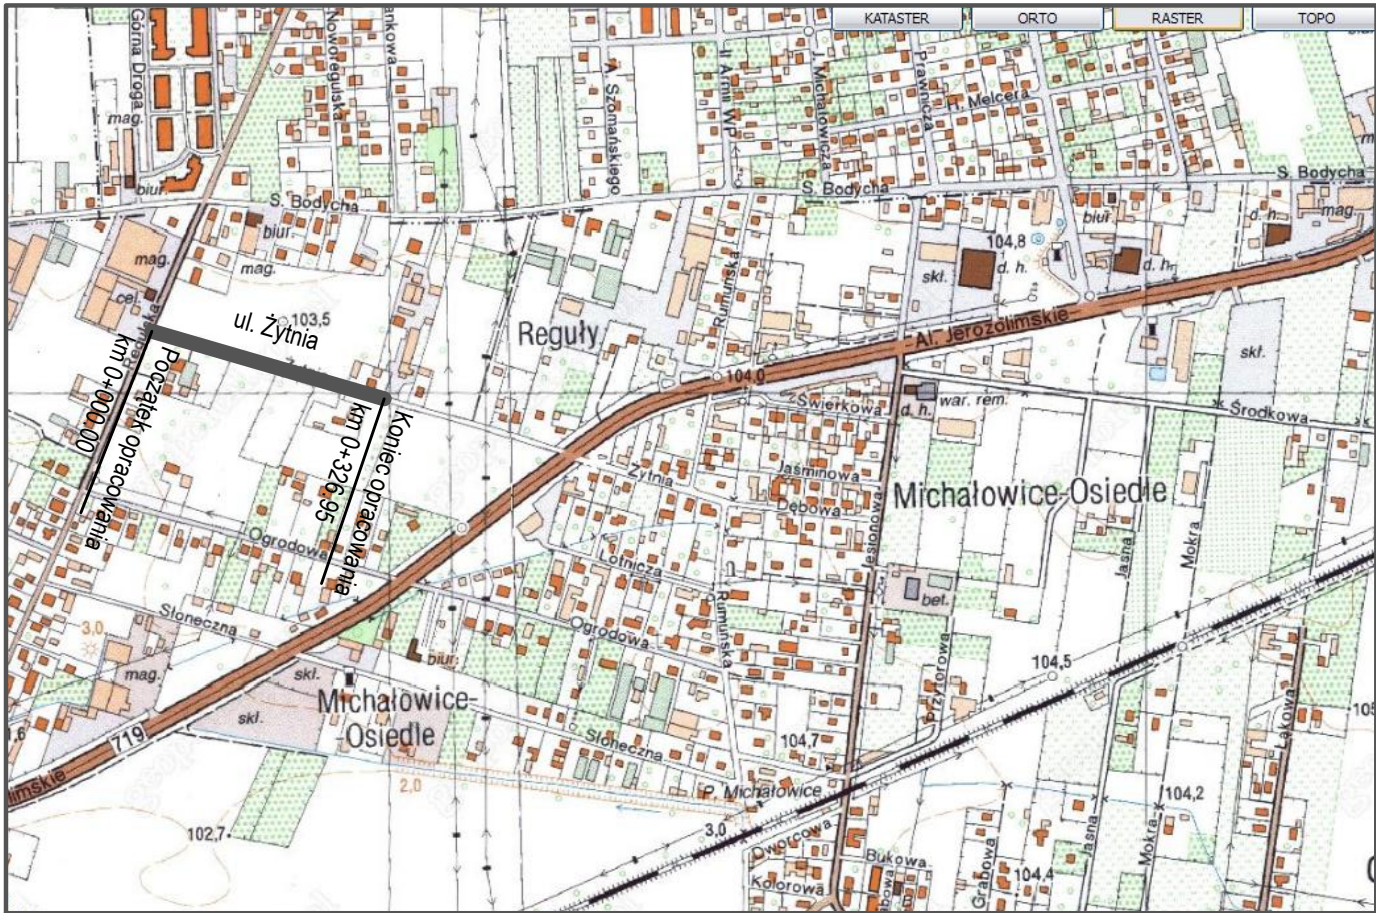 KATASTER
ORTO
RASTER
TOPO
Górna Droga
Noworegulska
ankowa
A. Szomańskiego
II Armii WP
J. Michałowicza
Prawnicza
H. Melcera
mag.
biur.
S. Bodycha
S. Bodycha
S. Bodycha
biur.
mag.
mag.
cel.
biur.
d. h.
mag.
104,8
skł.
d. h.
d. h.
Rumuńska
ul. Żytnia
103,5
Reguły
Al. Jerozolimskie
skł.
104,0
Świerkowa
d. h.
war. rem.
Środkowa
Początek opracowania
km 0+000,00
Koniec opracowania
km 0+326,95
Żytnia
Jaśminowa
Dębowa
Michałowice-Osiedle
Jesionowa
Jasna
Mokra
Ogrodowa
Lotnicza
Rumuńska
bet.
Słoneczna
Ogrodowa
3,0
mag.
biur.
skł.
skł.
Michałowice-
Osiedle
719
Przytorowa
104,5
Łąkowa
Słoneczna
104,7
P. Michałowice
2,0
3,0
102,7
104,2
Jasna
Mokra
Dworcowa
Bukowa
Kolorowa
Grabowa
104,4